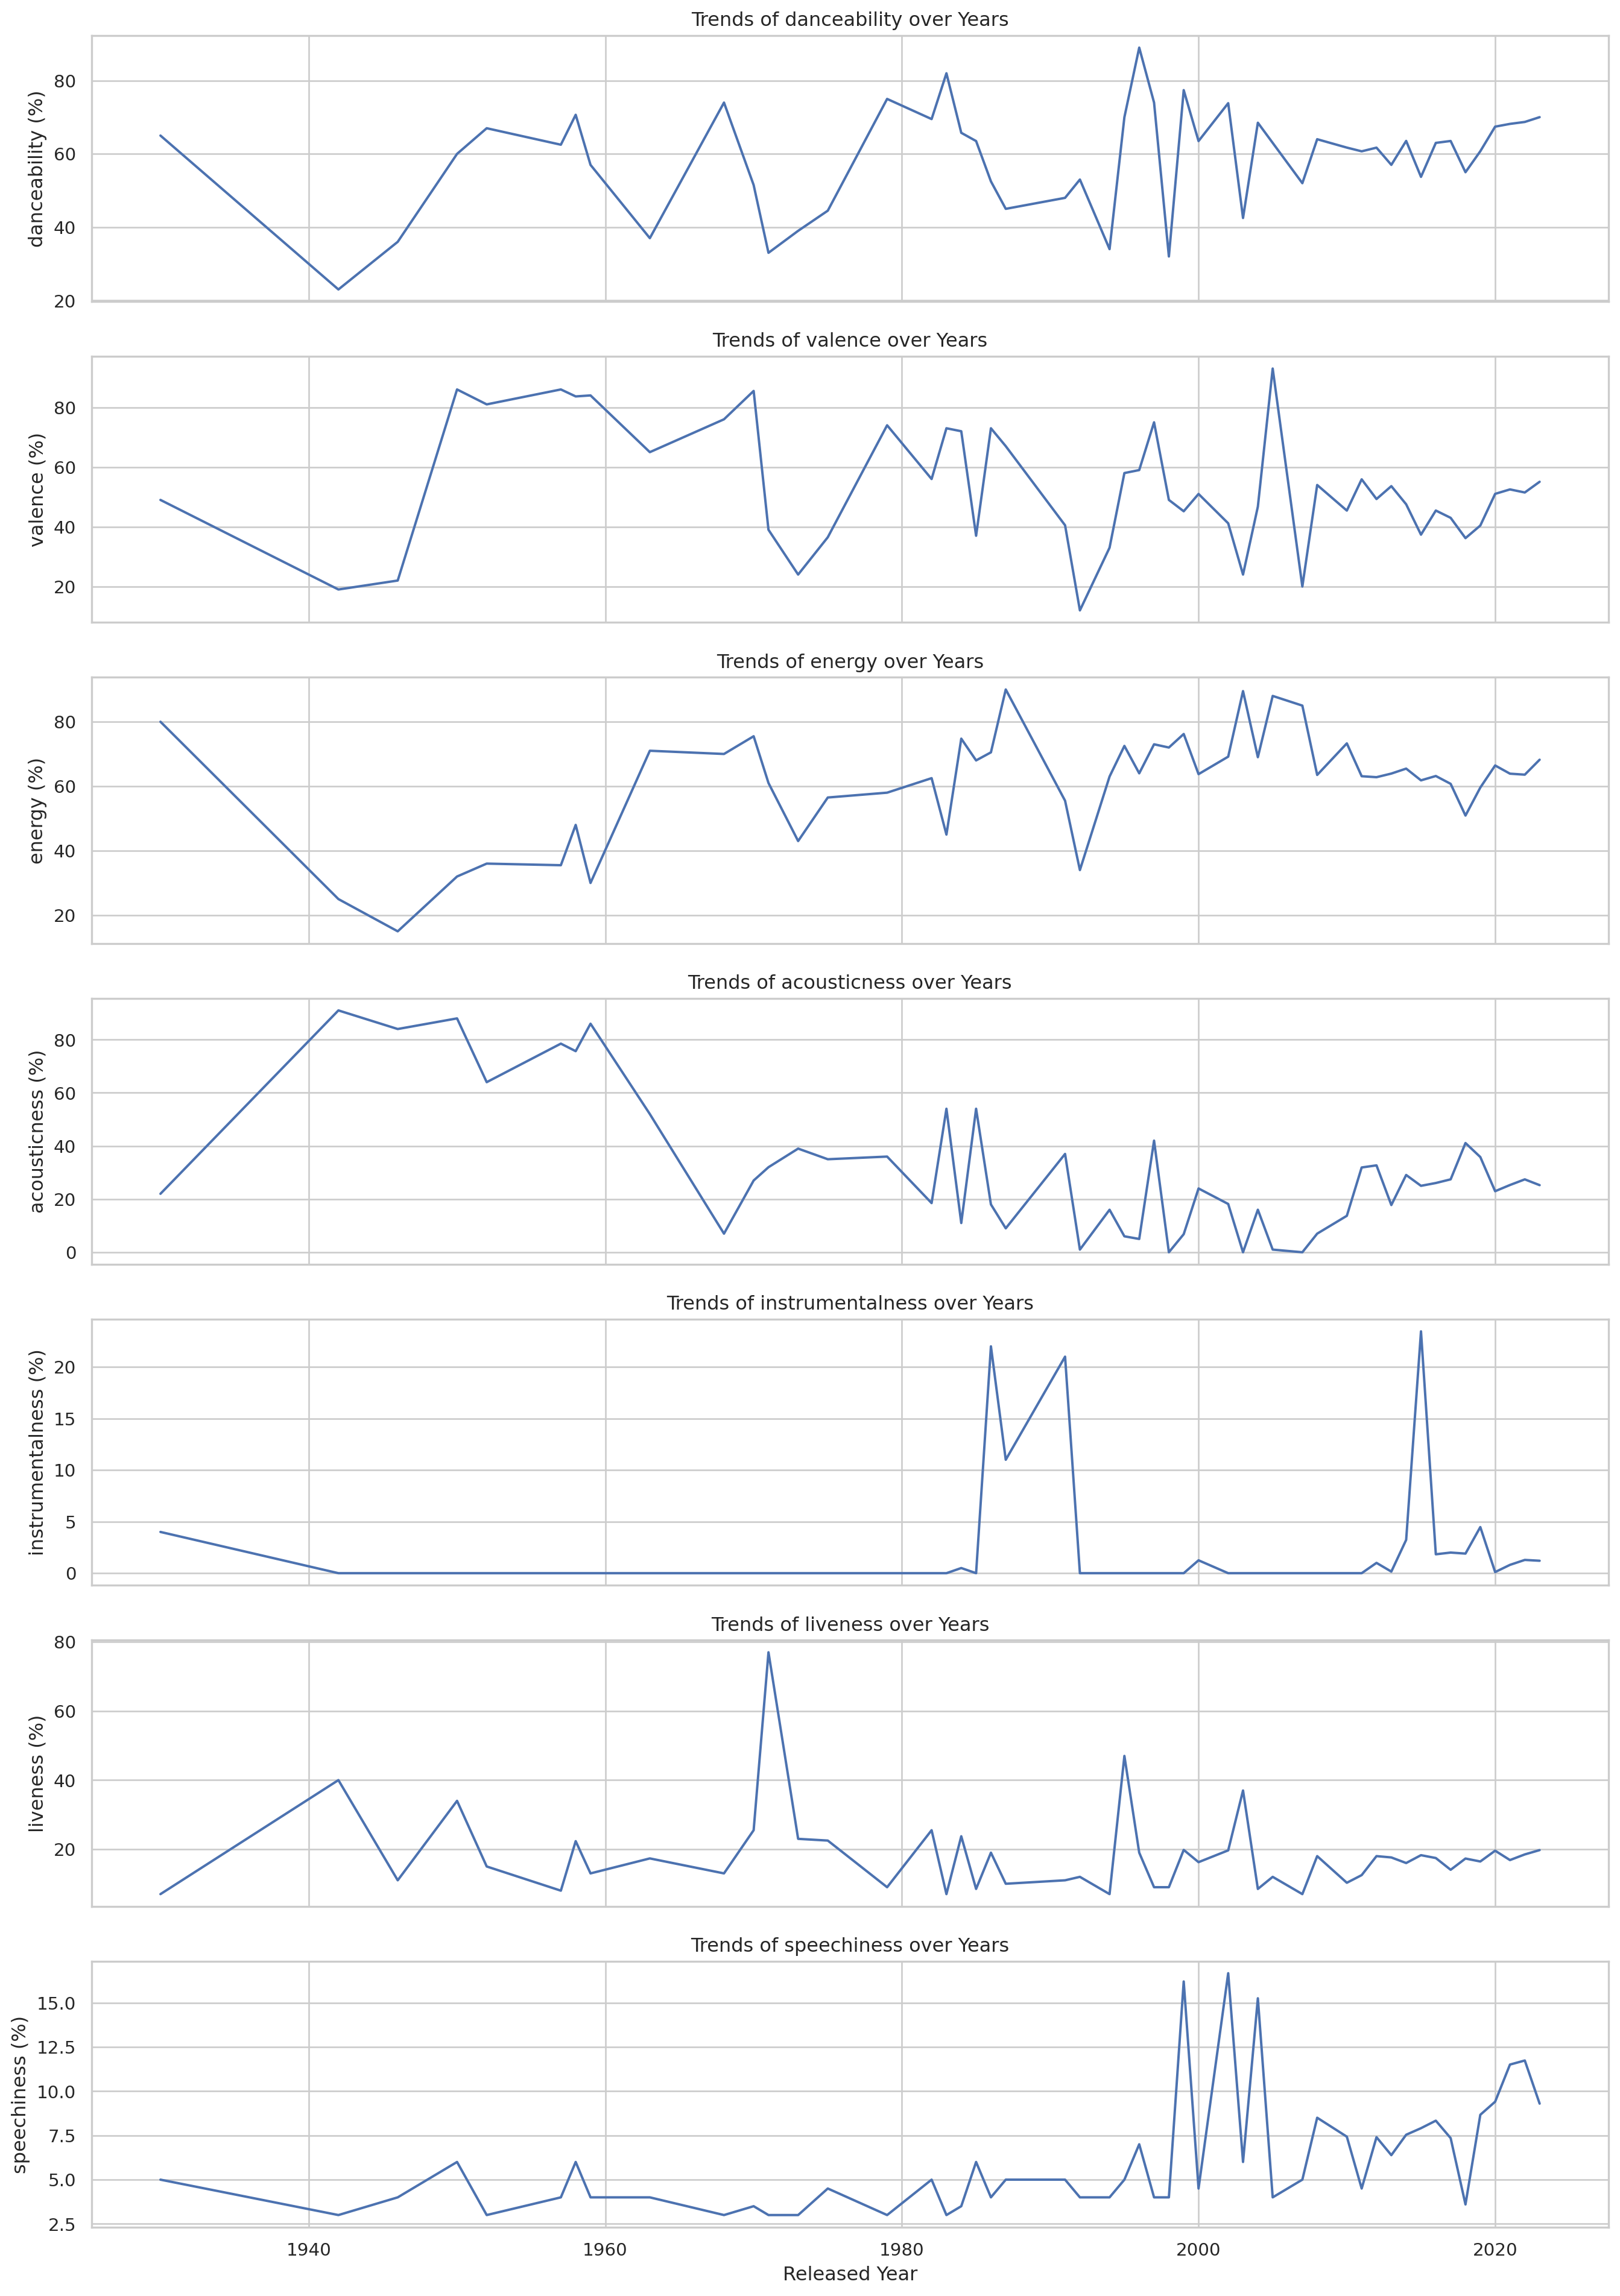 Trends of danceability over Years
danceability (%)
80
60
40
20
Trends of valence over Years
valence (%)
80
60
40
20
Trends of energy over Years
energy (%)
80
60
40
20
Trends of acousticness over Years
acousticness (%)
80
60
40
20
0
Trends of instrumentalness over Years
instrumentalness (%)
20
15
10
5
0
Trends of liveness over Years
liveness (%)
80
60
40
20
Trends of speechiness over Years
speechiness (%)
15.0
12.5
10.0
7.5
5.0
2.5
1940 1960 1980 2000 2020
Released Year